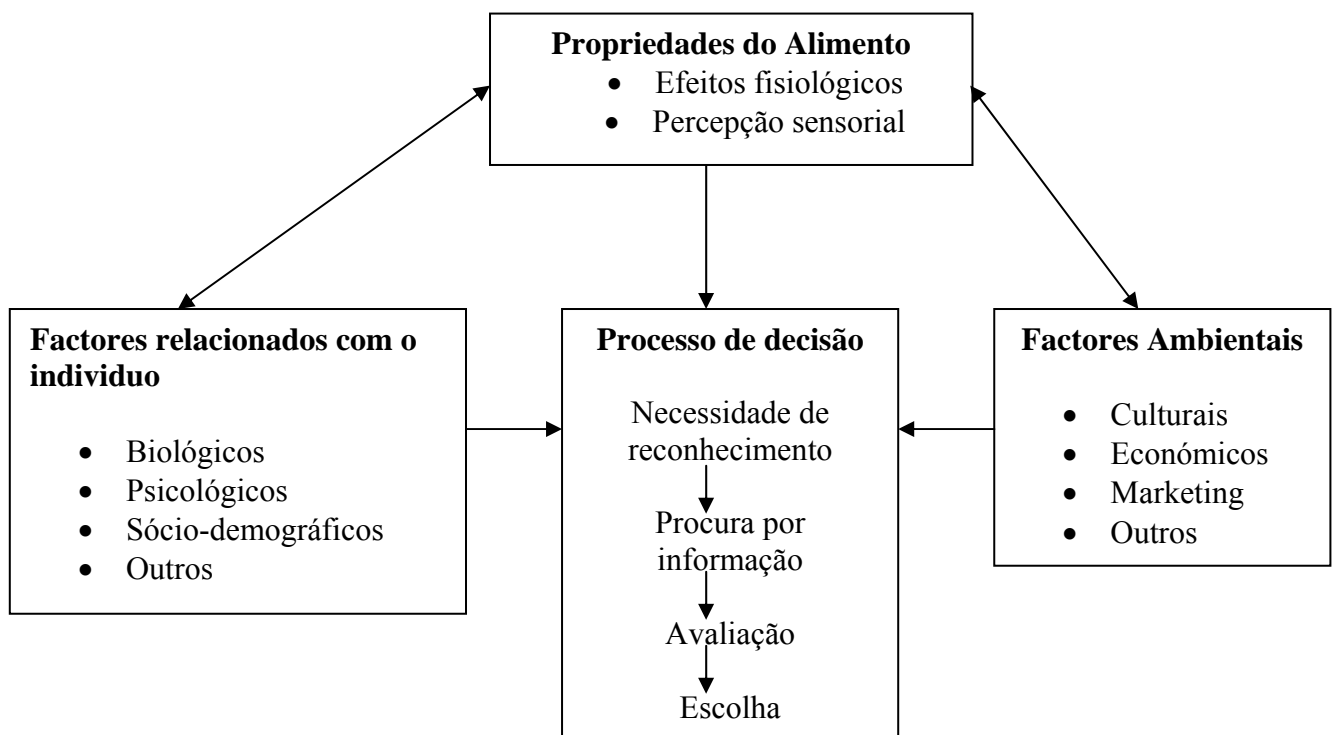 Propriedades do Alimento
• Efeitos fisiológicos
• Percepção sensorial
Factores relacionados com o
individuo
• Biológicos
• Psicológicos
• Sócio-demográficos
• Outros
Processo de decisão
Necessidade de
reconhecimento
Procura por
informação
Avaliação
Escolha
Factores Ambientais
• Culturais
• Económicos
• Marketing
• Outros